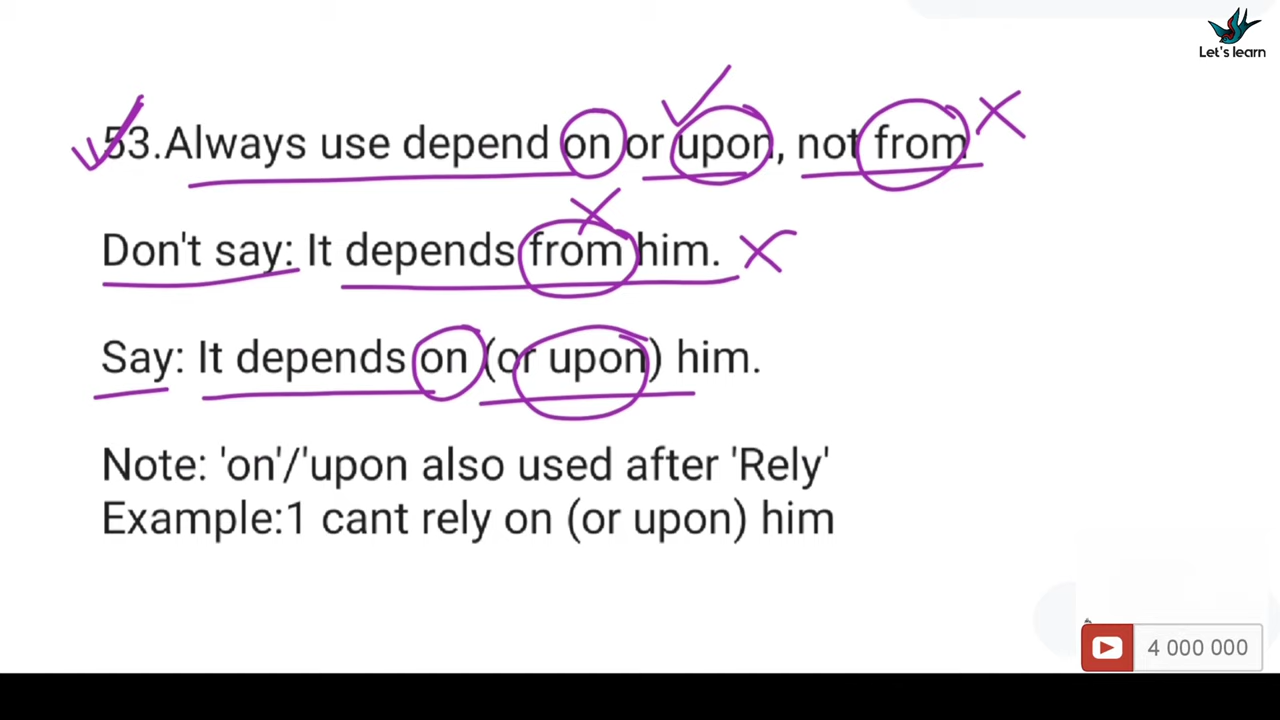 Let's learn
53.Always use depend on or upon, not from
Don't say: It depends from him.
Say: It depends on (or upon) him.
Note: 'on'/'upon also used after 'Rely'
Example:1 cant rely on (or upon) him
4 000 000